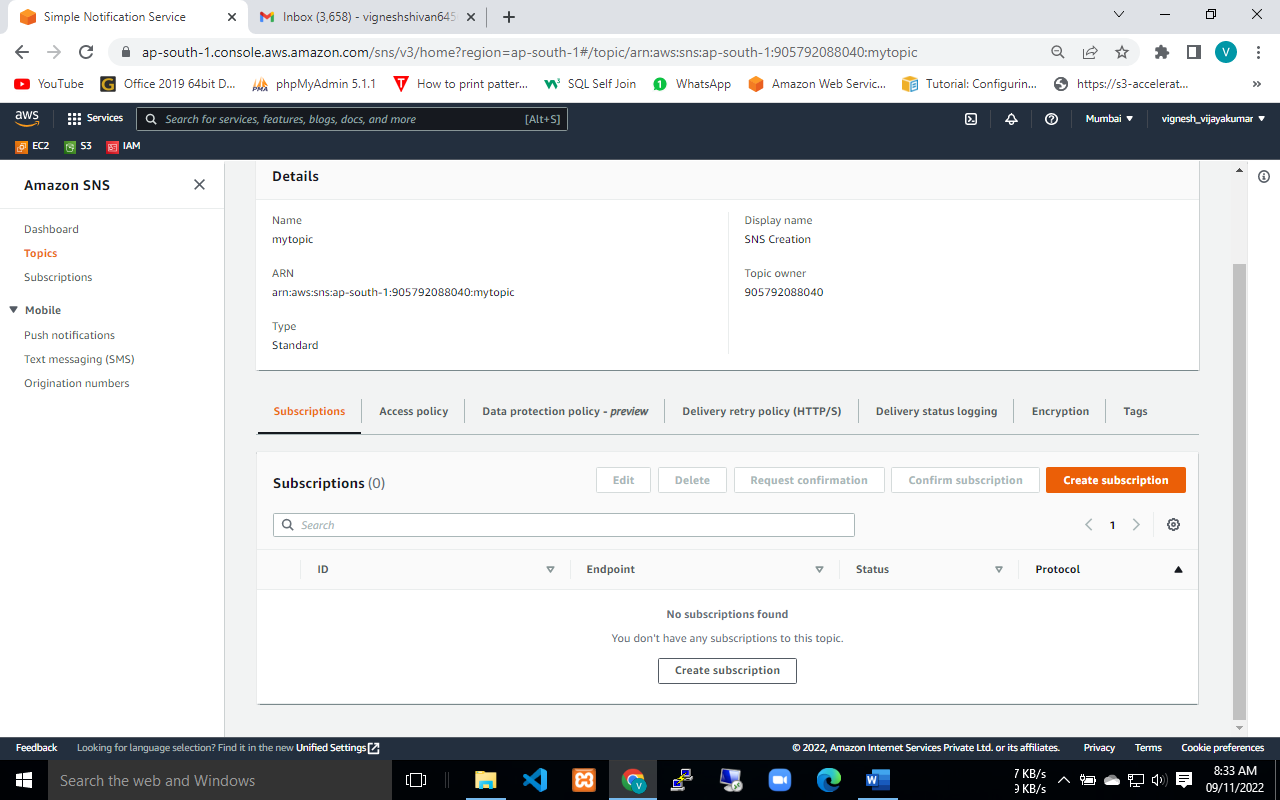 Simple Notification Service
Inbox (3,658) - vigneshshivan645
ap-south-1.console.aws.amazon.com/sns/v3/home?region=ap-south-1#/topic/arn:aws:sns:ap-south-1:905792088040:mytopic
V
YouTube
Office 2019 64bit D...
phpMyAdmin 5.1.1
How to print patter...
SQL Self Join
WhatsApp
Amazon Web Servic...
Tutorial: Configurin...
https://s3-accelerat...
aws
Services
Search for services, features, blogs, docs, and more
[Alt+S]
Mumbai
vignesh_vijayakumar
EC2
S3
IAM
Amazon SNS
Dashboard
Topics
Subscriptions
Mobile
Push notifications
Text messaging (SMS)
Origination numbers
Details
Name
mytopic
ARN
arn:aws:sns:ap-south-1:905792088040:mytopic
Type
Standard
Display name
SNS Creation
Topic owner
905792088040
Subscriptions
Access policy
Data protection policy - preview
Delivery retry policy (HTTP/S)
Delivery status logging
Encryption
Tags
Subscriptions (0)
Edit
Delete
Request confirmation
Confirm subscription
Create subscription
Search
1
ID
Endpoint
Status
Protocol
No subscriptions found
You don't have any subscriptions to this topic.
Create subscription
Feedback
Looking for language selection? Find it in the new Unified Settings
© 2022, Amazon Internet Services Private Ltd. or its affiliates.
Privacy
Terms
Cookie preferences
Search the web and Windows
7 KB/s
9 KB/s
8:33 AM
09/11/2022